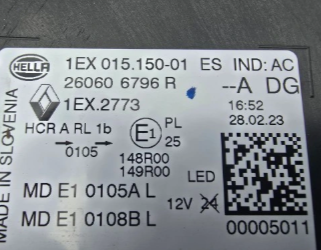 HELLA 1EX 015.150-01 ES IND: AC
26060 6796 R --A DG
1EX.2773 16:52
28.02.23
HCR A RL 1b E1 PL
0105 25
148R00
149R00 LED
MD E1 0105A L
12V 24
MD E1 0108B L
00005011
MADE IN SLOVENIA